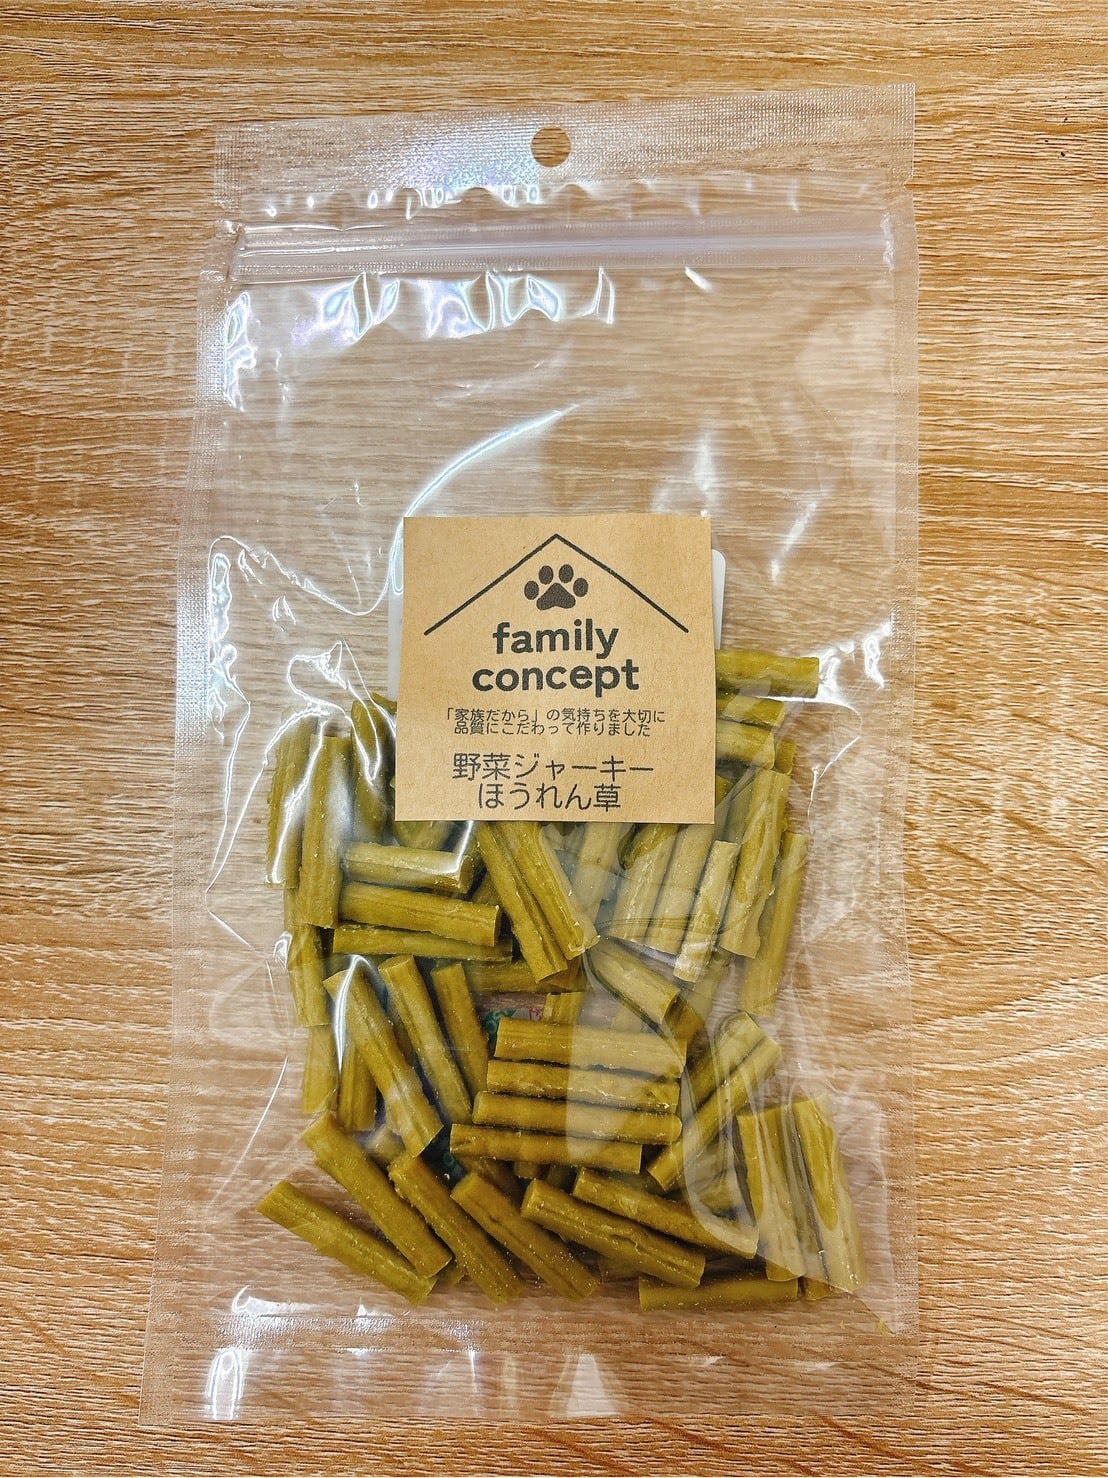 family
concept
「家族だから」の気持ちを大切に
品質にこだわって作りました
野菜ジャーキー
ほうれん草